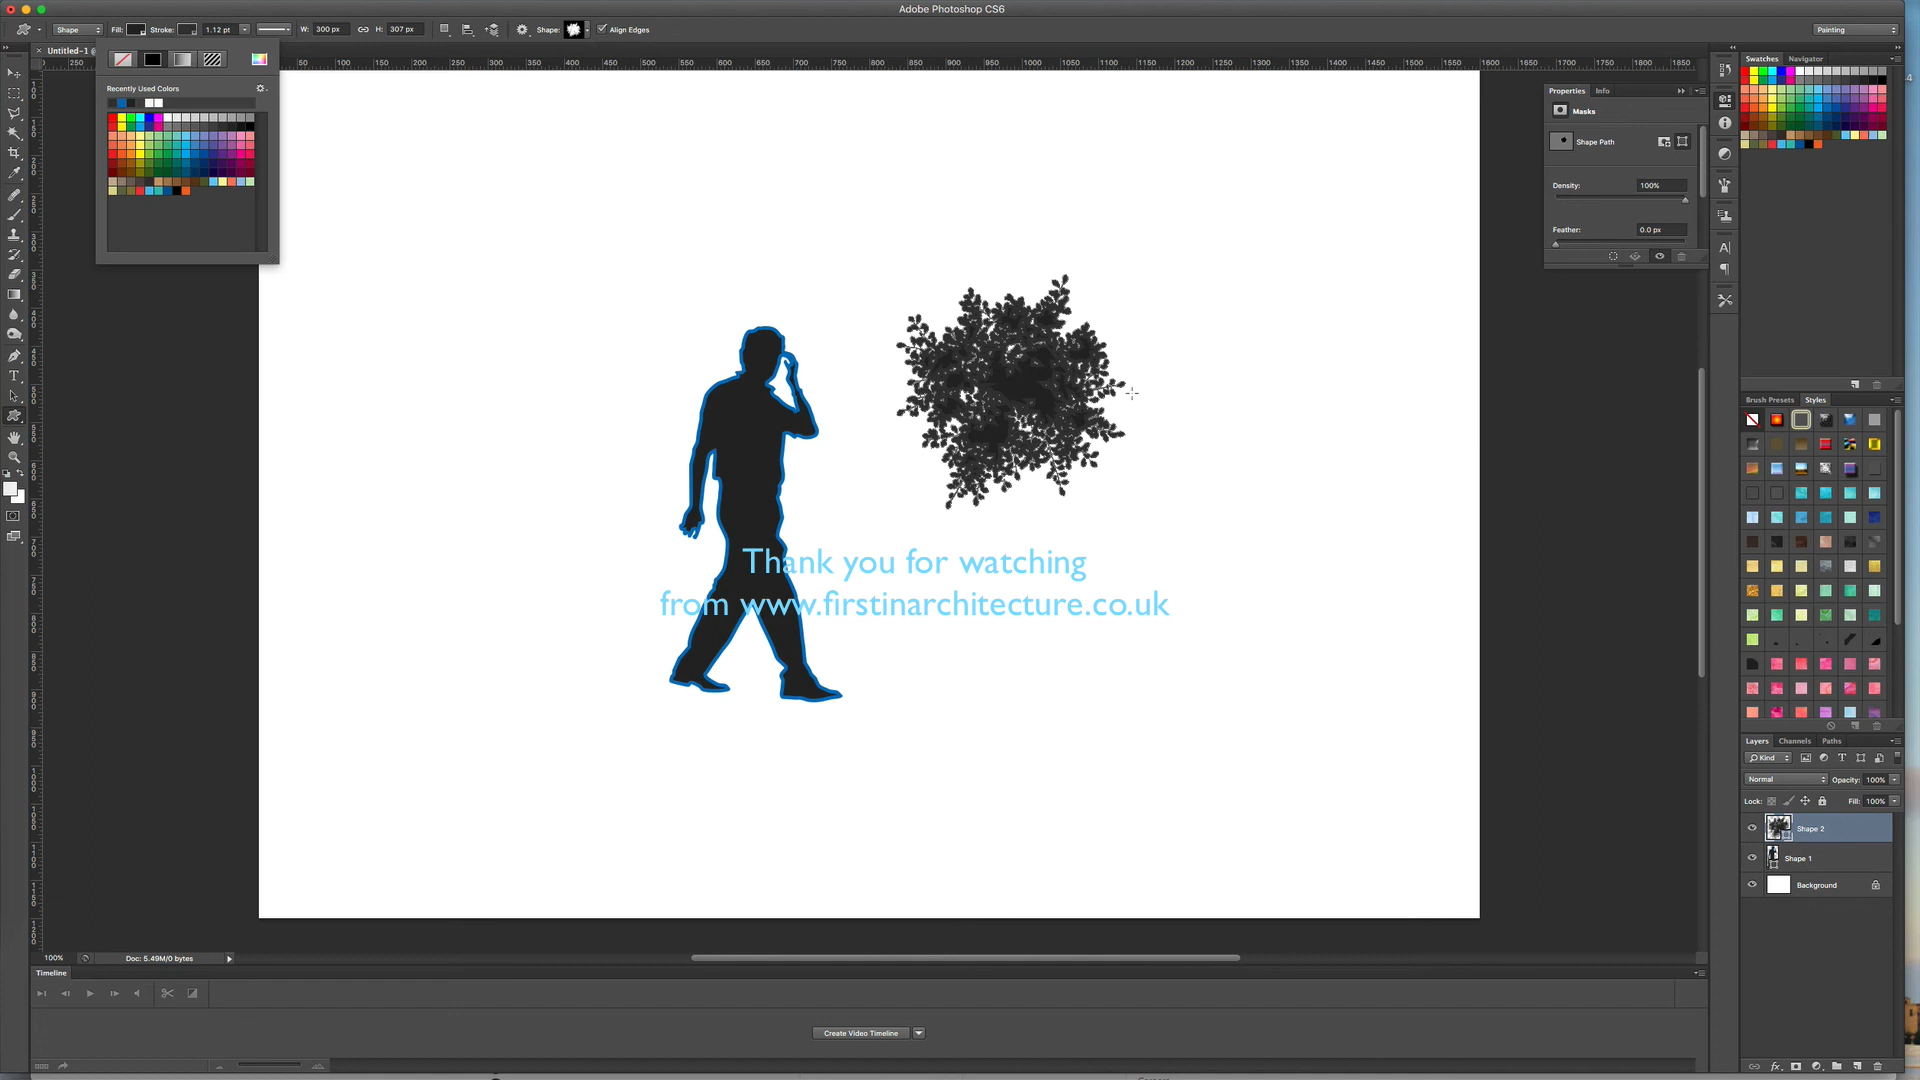 Adobe Photoshop CS6
Shape Fill: Stroke: 1.12 pt W: 300 px H: 307 px Shape: Align Edges Painting
Untitled-1 @
Recently Used Colors
Swatches Navigator
Properties Info
Masks
Shape Path
Density: 100%
Feather: 0.0 px
Brush Presets Styles
Thank you for watching
from www.firstinarchitecture.co.uk
Layers Channels Paths
Kind
Normal Opacity: 100%
Lock: Fill: 100%
Shape 2
Shape 1
Background
100% Doc: 5.49M/0 bytes
Timeline
Create Video Timeline